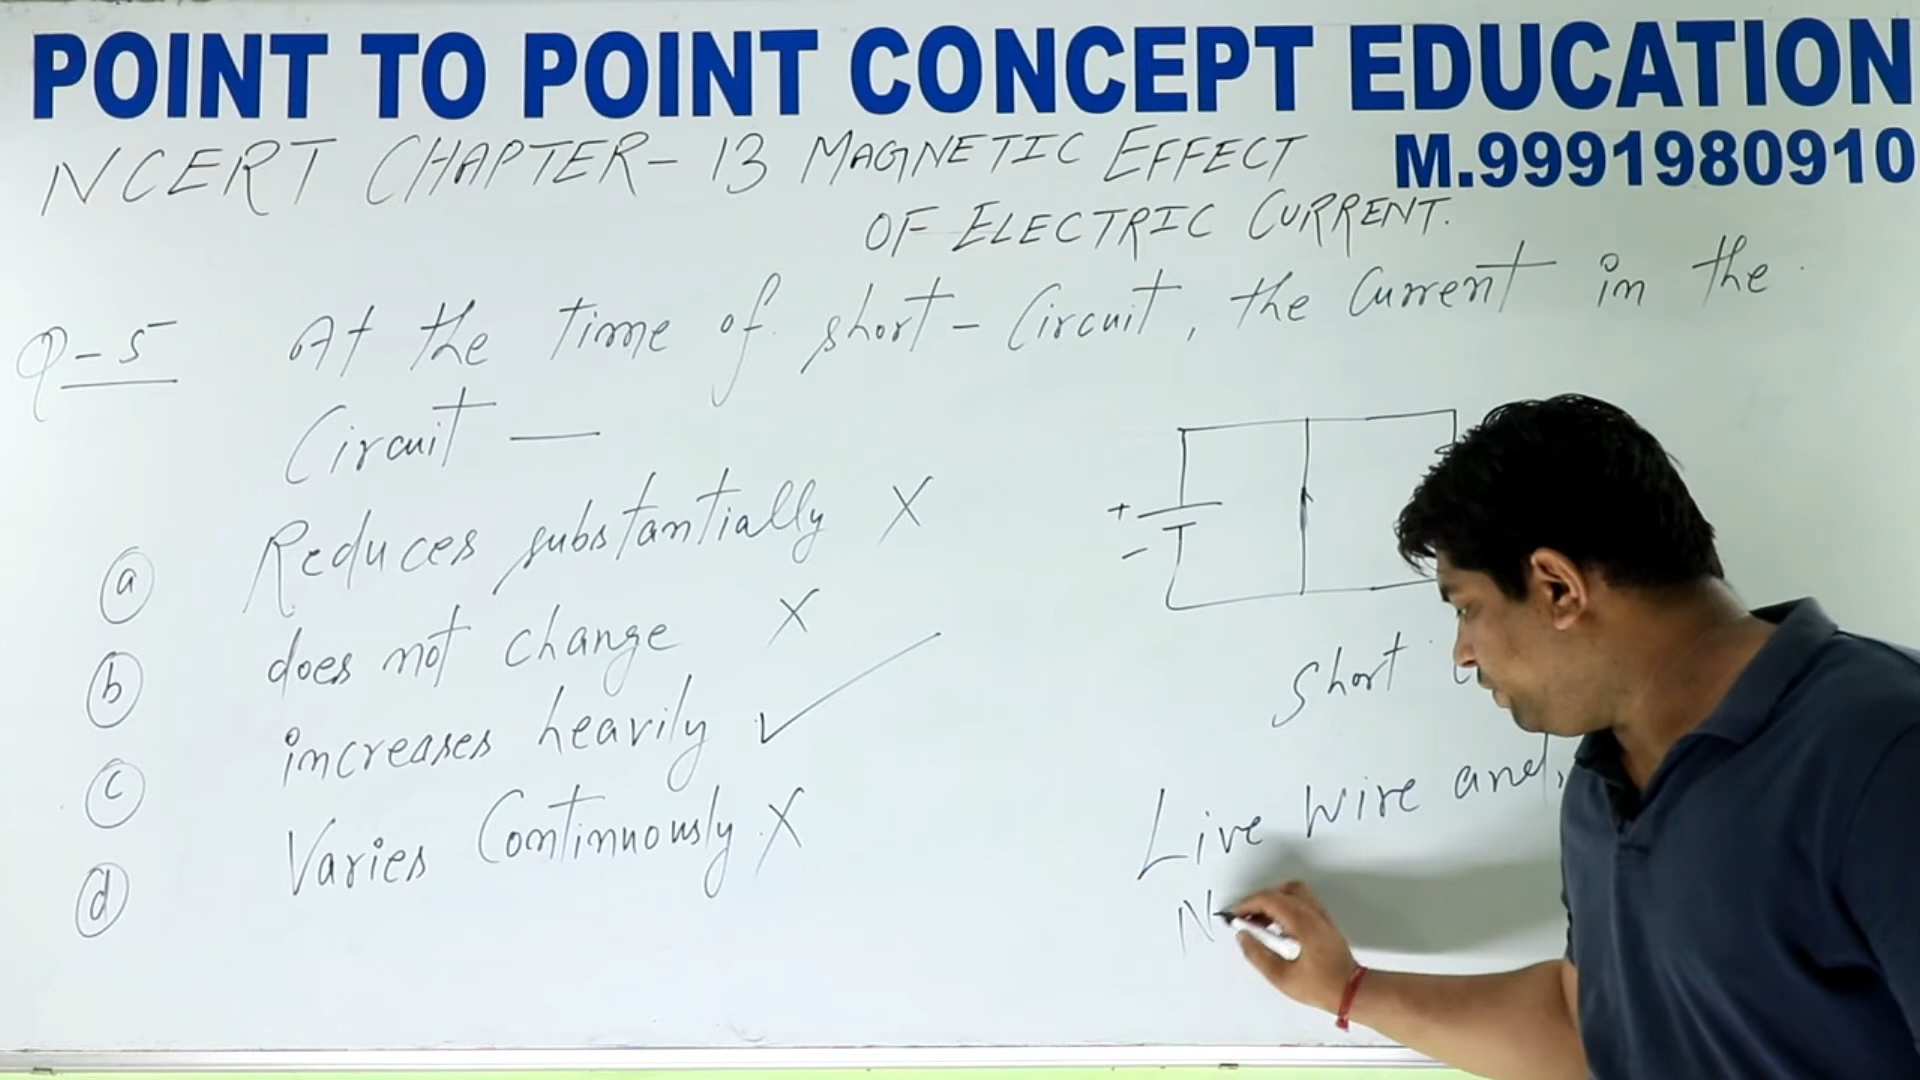 POINT TO POINT CONCEPT EDUCATION
NCERT CHAPTER-13 MAGNETIC EFFECT
M.9991980910
OF ELECTRIC CURRENT.
Q-5 At the time of short-Circuit, the Current in the
Circuit —
a Reduces substantially X
b does not change X
c increases heavily ✓
d Varies Continuously X
+
-
Short
Live wire and
N